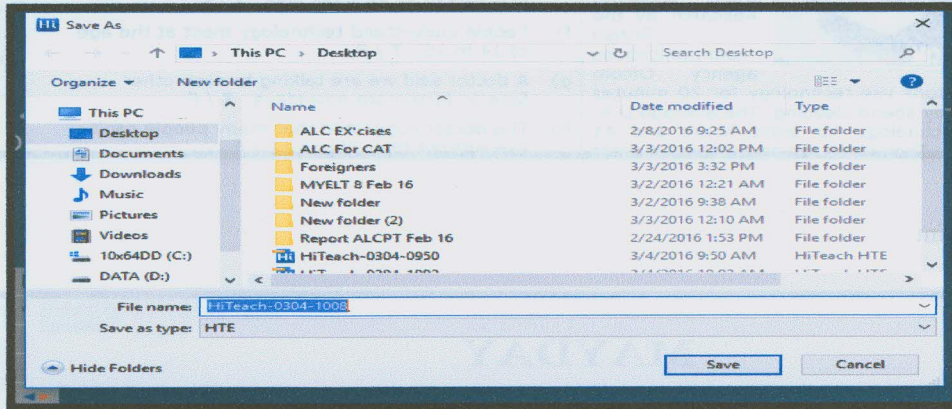 Hi Save As
This PC > Desktop
Search Desktop
Organize
New folder
This PC
Desktop
Documents
Downloads
Music
Pictures
Videos
10x64DD (C:)
DATA (D:)
Name Date modified Type
ALC EX'cises 2/8/2016 9:25 AM File folder
ALC For CAT 3/3/2016 12:02 PM File folder
Foreigners 3/3/2016 3:32 PM File folder
MYELT 8 Feb 16 3/2/2016 12:21 AM File folder
New folder 3/2/2016 9:38 AM File folder
New folder (2) 3/3/2016 12:10 AM File folder
Report ALCPT Feb 16 2/24/2016 1:53 PM File folder
HiTeach-0304-0950 3/4/2016 9:50 AM HiTeach HTE
File name: HiTeach-0304-1008
Save as type: HTE
Hide Folders
Save
Cancel
MAYDAY